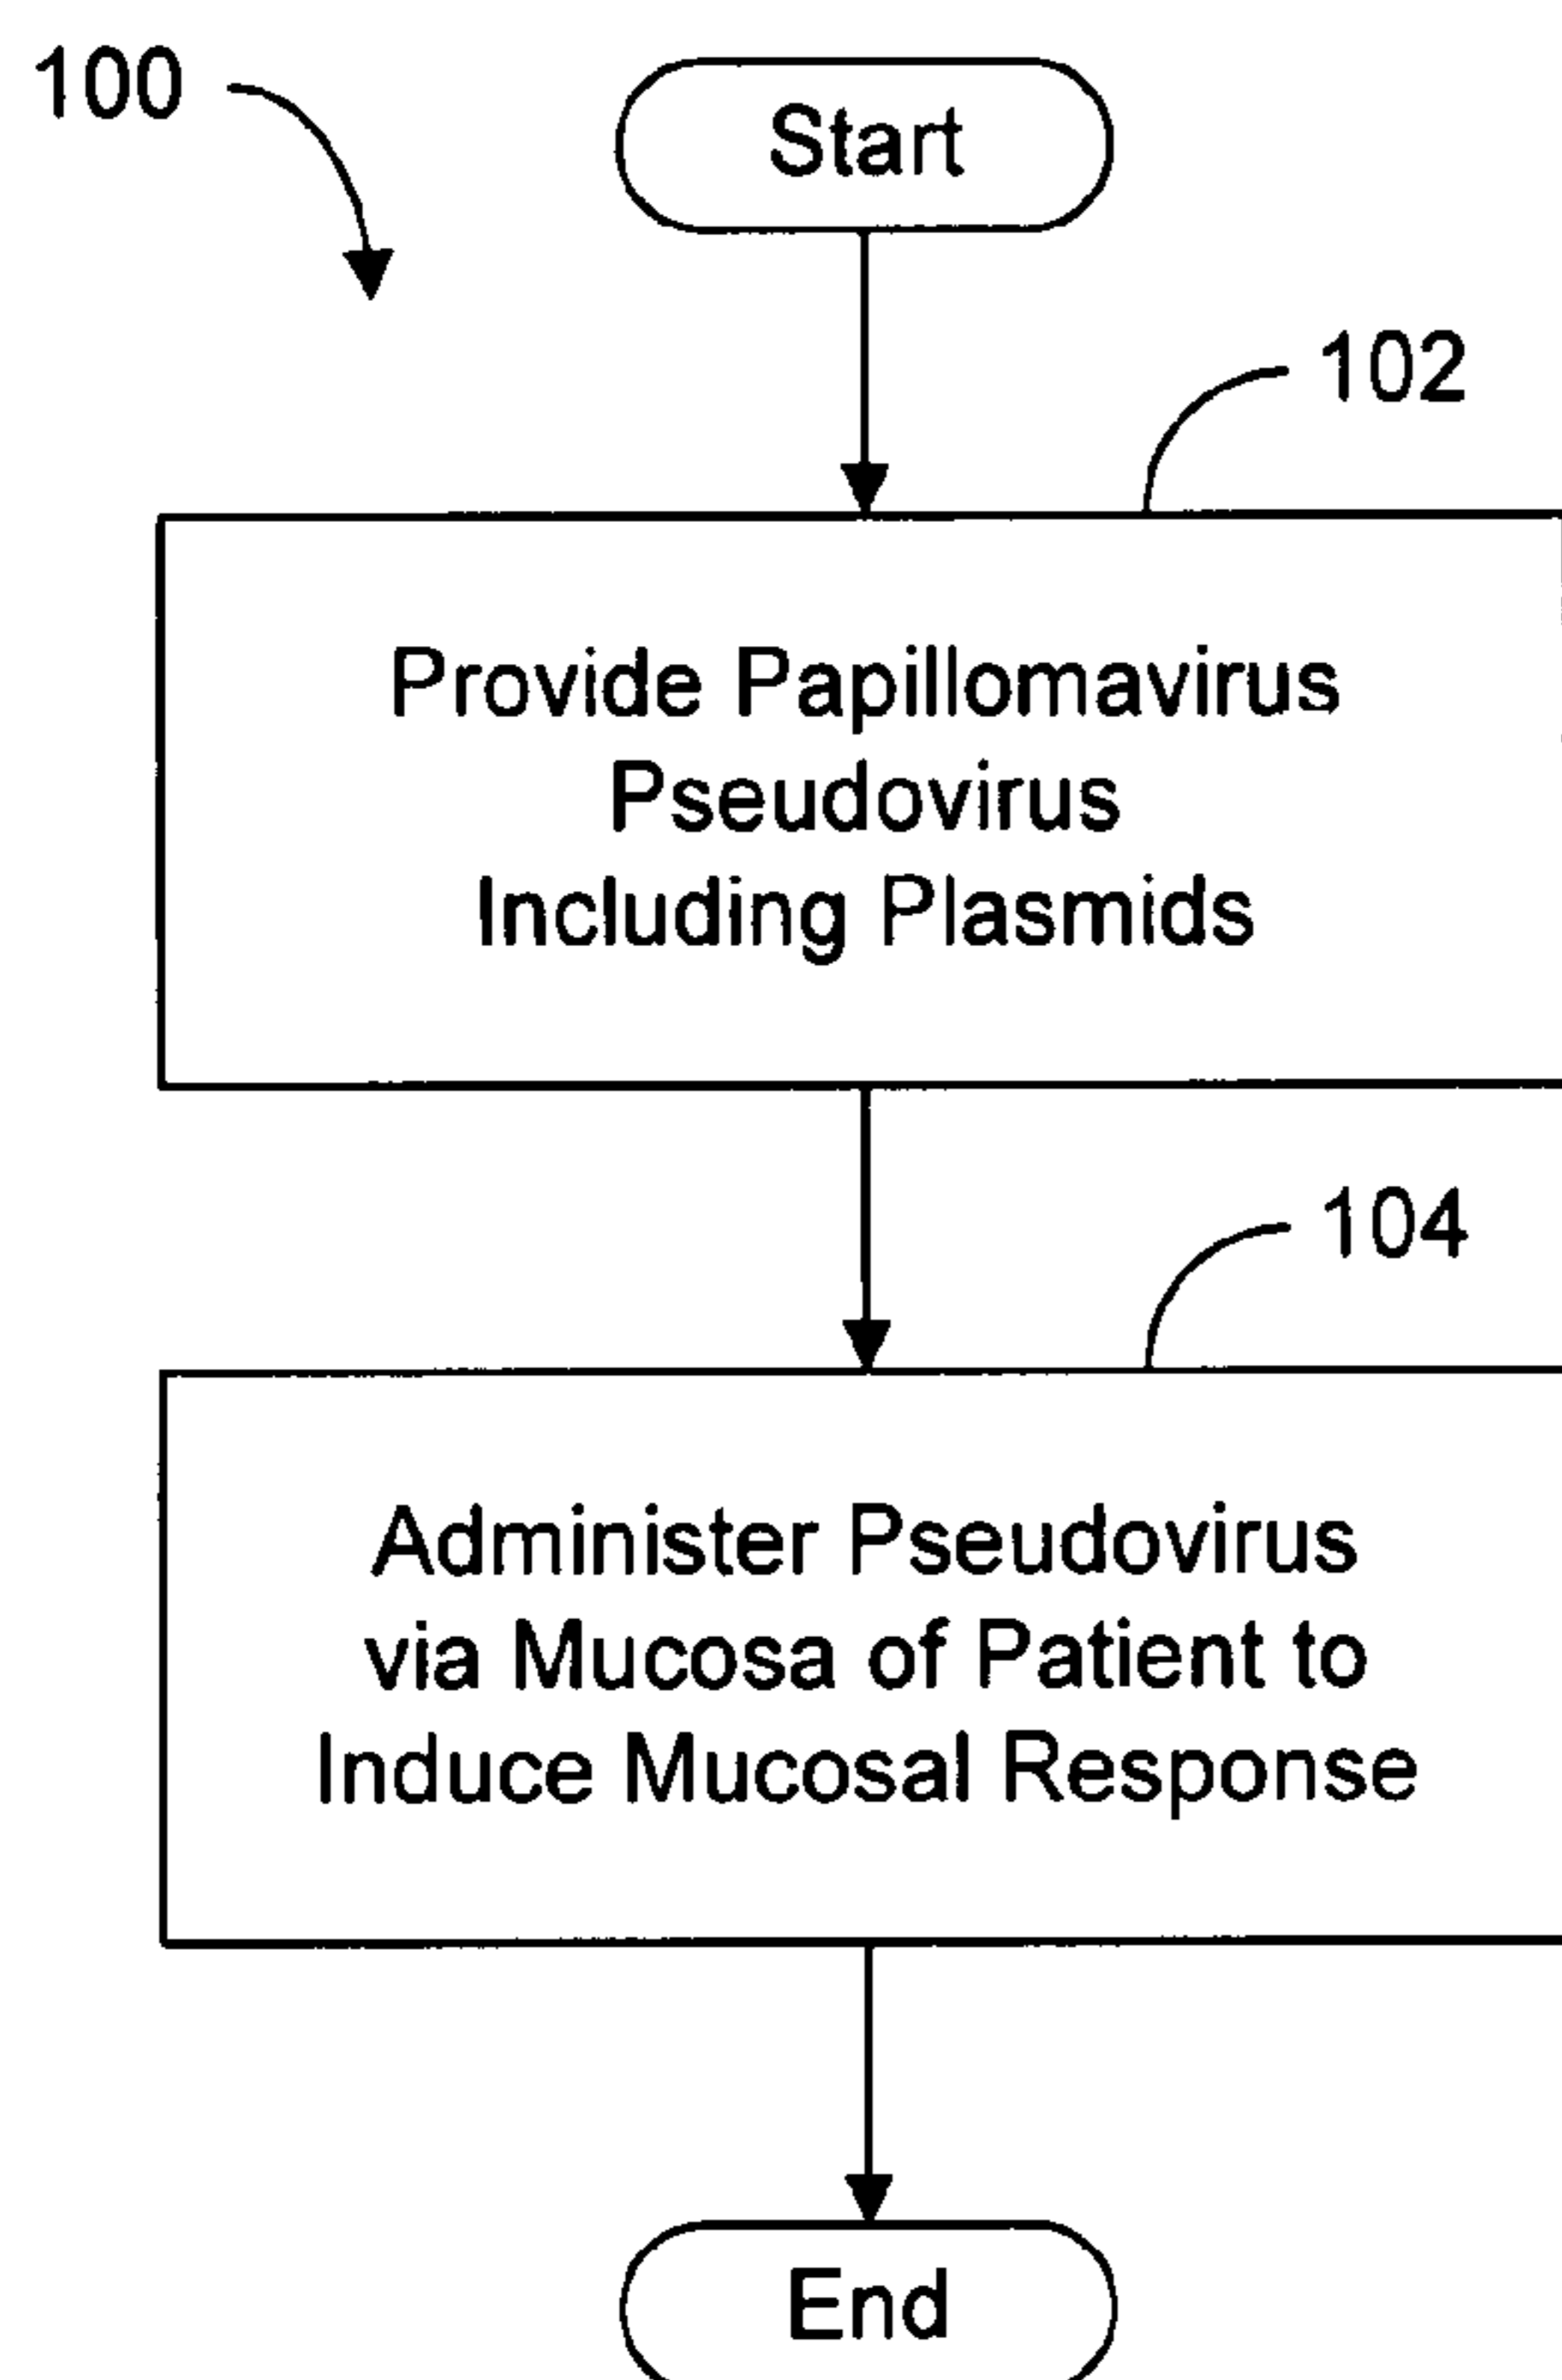 100
Start
102
Provide Papillomavirus
Pseudovirus
Including Plasmids
104
Administer Pseudovirus
via Mucosa of Patient to
Induce Mucosal Response
End